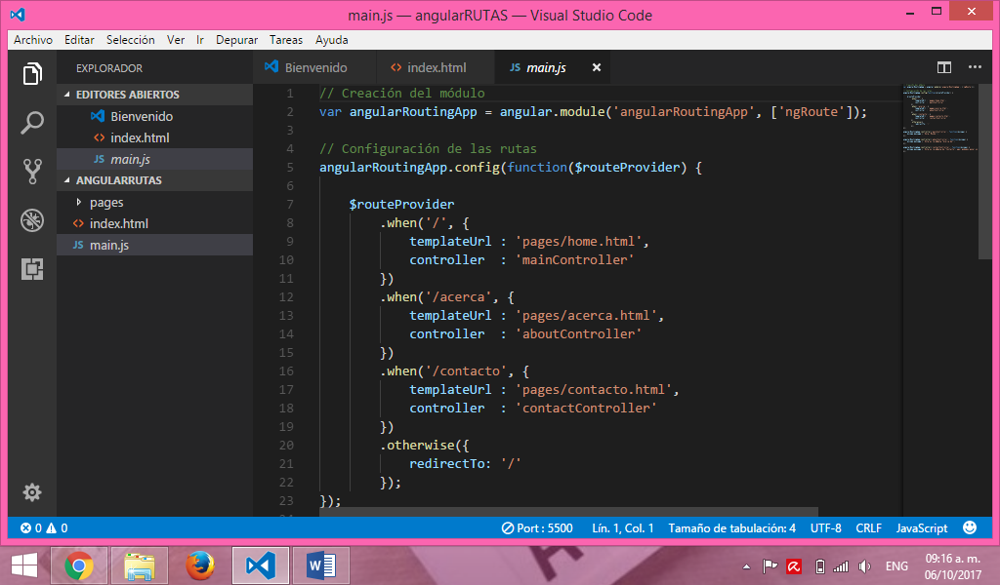 main.js — angularRUTAS — Visual Studio Code
Archivo Editar Selección Ver Ir Depurar Tareas Ayuda
EXPLORADOR
EDITORES ABIERTOS
Bienvenido
<> index.html
JS main.js
ANGULARRUTAS
pages
<> index.html
JS main.js
Bienvenido <> index.html JS main.js
1 // Creación del módulo
2 var angularRoutingApp = angular.module('angularRoutingApp', ['ngRoute']);
3
4 // Configuración de las rutas
5 angularRoutingApp.config(function($routeProvider) {
6
7 $routeProvider
8 .when('/', {
9 templateUrl : 'pages/home.html',
10 controller : 'mainController'
11 })
12 .when('/acerca', {
13 templateUrl : 'pages/acerca.html',
14 controller : 'aboutController'
15 })
16 .when('/contacto', {
17 templateUrl : 'pages/contacto.html',
18 controller : 'contactController'
19 })
20 .otherwise({
21 redirectTo: '/'
22 });
23 });
0 0 Port : 5500 Lín. 1, Col. 1 Tamaño de tabulación: 4 UTF-8 CRLF JavaScript
ENG 09:16 a. m.
06/10/2017